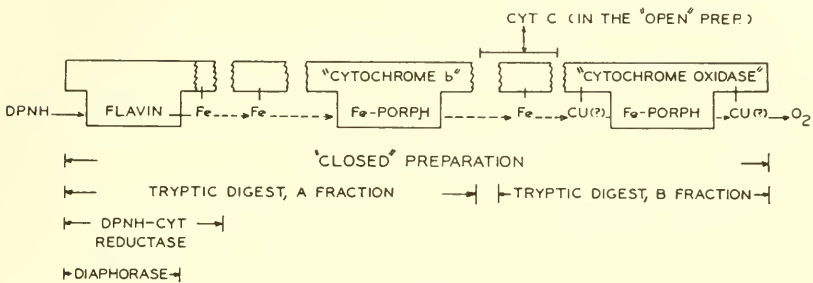 CYT C (IN THE "OPEN" PREP.)
"CYTOCHROME b" "CYTOCHROME OXIDASE"
DPNH FLAVIN Fe Fe Fe-PORPH Fe CU(?) Fe-PORPH CU(?) O2
"CLOSED" PREPARATION
TRYPTIC DIGEST, A FRACTION TRYPTIC DIGEST, B FRACTION
DPNH-CYT
REDUCTASE
DIAPHORASE